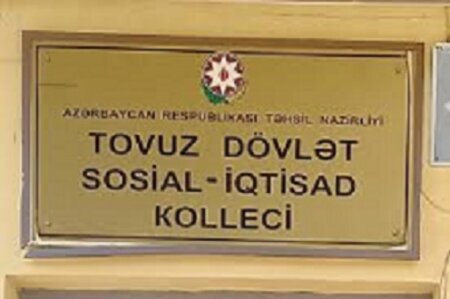 AZƏRBAYCAN RESPUBLİKASI TƏHSİL NAZİRLİYİ
TOVUZ DÖVLƏT
SOSİAL-İQTİSAD
KOLLECİ